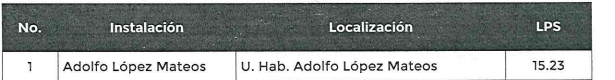 No. Instalación Localización LPS
1 Adolfo López Mateos U. Hab. Adolfo López Mateos 15.23